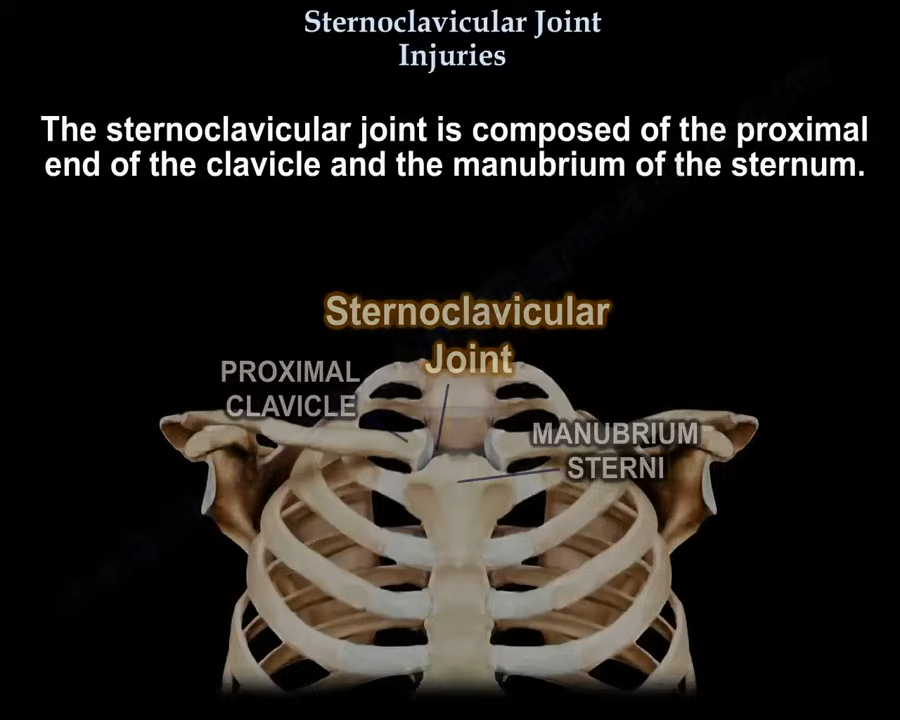 Sternoclavicular Joint
Injuries
The sternoclavicular joint is composed of the proximal
end of the clavicle and the manubrium of the sternum.
Sternoclavicular
Joint
PROXIMAL
CLAVICLE
MANUBRIUM
STERNI